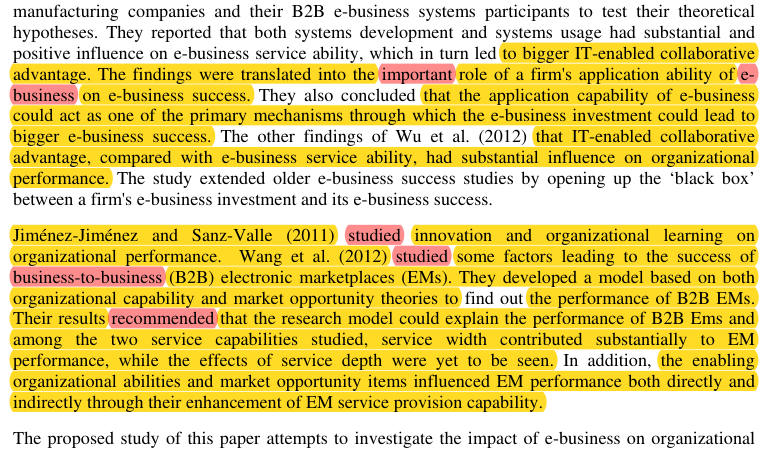 manufacturing companies and their B2B e-business systems participants to test their theoretical
hypotheses. They reported that both systems development and systems usage had substantial and
positive influence on e-business service ability, which in turn led to bigger IT-enabled collaborative
advantage. The findings were translated into the important role of a firm's application ability of e-
business on e-business success. They also concluded that the application capability of e-business
could act as one of the primary mechanisms through which the e-business investment could lead to
bigger e-business success. The other findings of Wu et al. (2012) that IT-enabled collaborative
advantage, compared with e-business service ability, had substantial influence on organizational
performance. The study extended older e-business success studies by opening up the ‘black box’
between a firm's e-business investment and its e-business success.
Jiménez-Jiménez and Sanz-Valle (2011) studied innovation and organizational learning on
organizational performance. Wang et al. (2012) studied some factors leading to the success of
business-to-business (B2B) electronic marketplaces (EMs). They developed a model based on both
organizational capability and market opportunity theories to find out the performance of B2B EMs.
Their results recommended that the research model could explain the performance of B2B Ems and
among the two service capabilities studied, service width contributed substantially to EM
performance, while the effects of service depth were yet to be seen. In addition, the enabling
organizational abilities and market opportunity items influenced EM performance both directly and
indirectly through their enhancement of EM service provision capability.
The proposed study of this paper attempts to investigate the impact of e-business on organizational